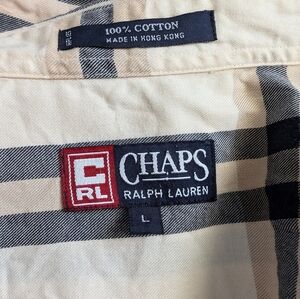 100% COTTON
MADE IN HONG KONG
C
RL
CHAPS
RALPH LAUREN
L